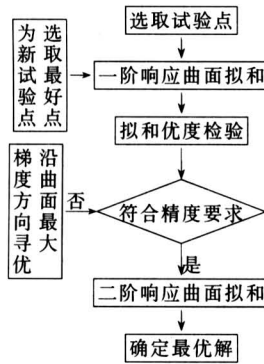 选取试验点
选取最好点
为新试验点
一阶响应曲面拟和
拟和优度检验
沿曲面最大
梯度方向寻优
否
符合精度要求
是
二阶响应曲面拟和
确定最优解